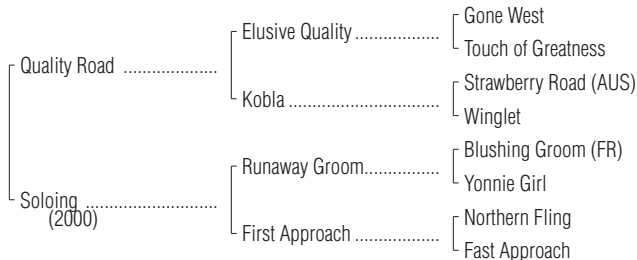 Gone West
Elusive Quality ..................
Touch of Greatness
Quality Road ....................
Strawberry Road (AUS)
Kobla ................................
Winglet
Blushing Groom (FR)
Runaway Groom................
Yonnie Girl
Soloing ............................
(2000)
Northern Fling
First Approach ..................
Fast Approach